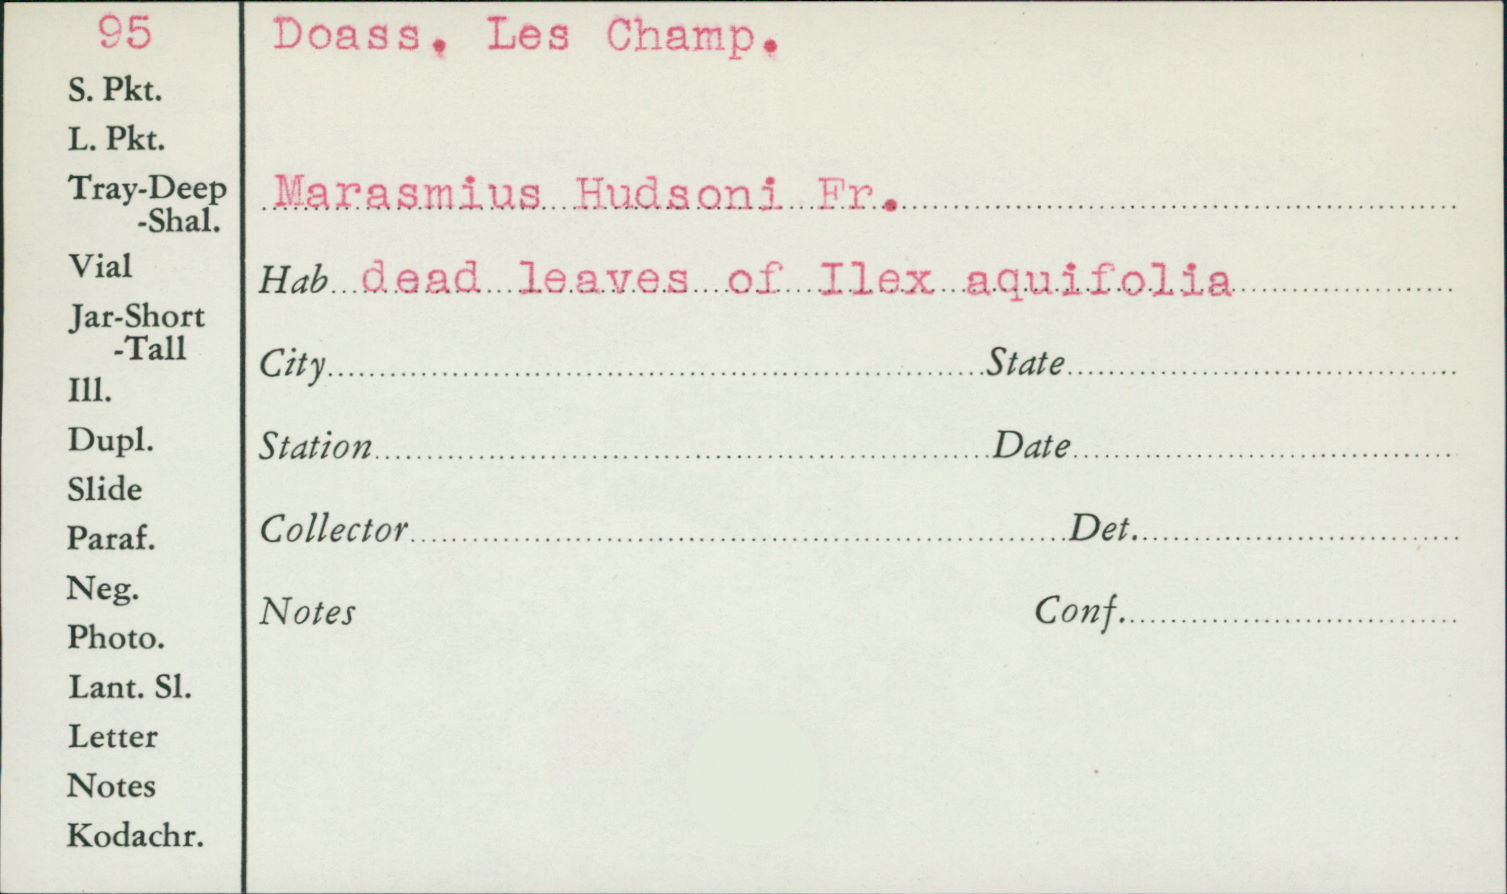 95
Doass. Les Champ.
S. Pkt.
L. Pkt.
Tray-Deep
-Shal.
Marasmius Hudsoni Fr.
Vial
Hab. dead leaves of Ilex aquifolia
Jar-Short
-Tall
City State
Ill.
Dupl.
Station Date
Slide
Paraf.
Collector Det.
Neg.
Notes Conf.
Photo.
Lant. Sl.
Letter
Notes
Kodachr.